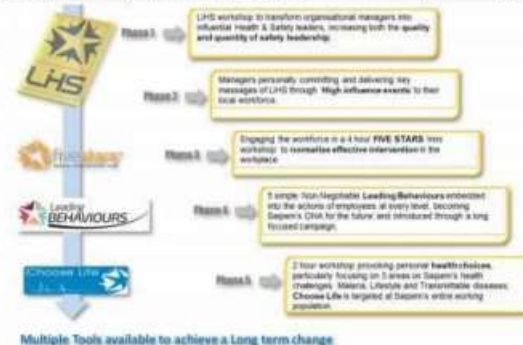 Phase 1
LiHS workshop to transform organisational managers into
influential Health & Safety leaders, increasing both the quality
and quantity of safety leadership.
LiHS
Phase 2
Managers personally committing and delivering key
messages of LiHS through 'High influence events' to their
local workforce.
five stars
Phase 3
Engaging the workforce in a 4 hour FIVE STARS
workshop to normalise effective intervention in the
workplace
Leading
BEHAVIOURS
Phase 4
5 simple Non-Negotiable Leading Behaviours embedded
into the actions of employees at every level, becoming
Saipem's DNA for the future and introduced through a long
focused campaign.
Choose Life
Phase 5
2 hour workshop provoking personal health choices,
particularly focusing on 3 areas on Saipem's health
challenges: Malaria, Lifestyle and Transmittable diseases.
Choose Life is targeted at Saipem's entire working
population.
Multiple Tools available to achieve a Long term change